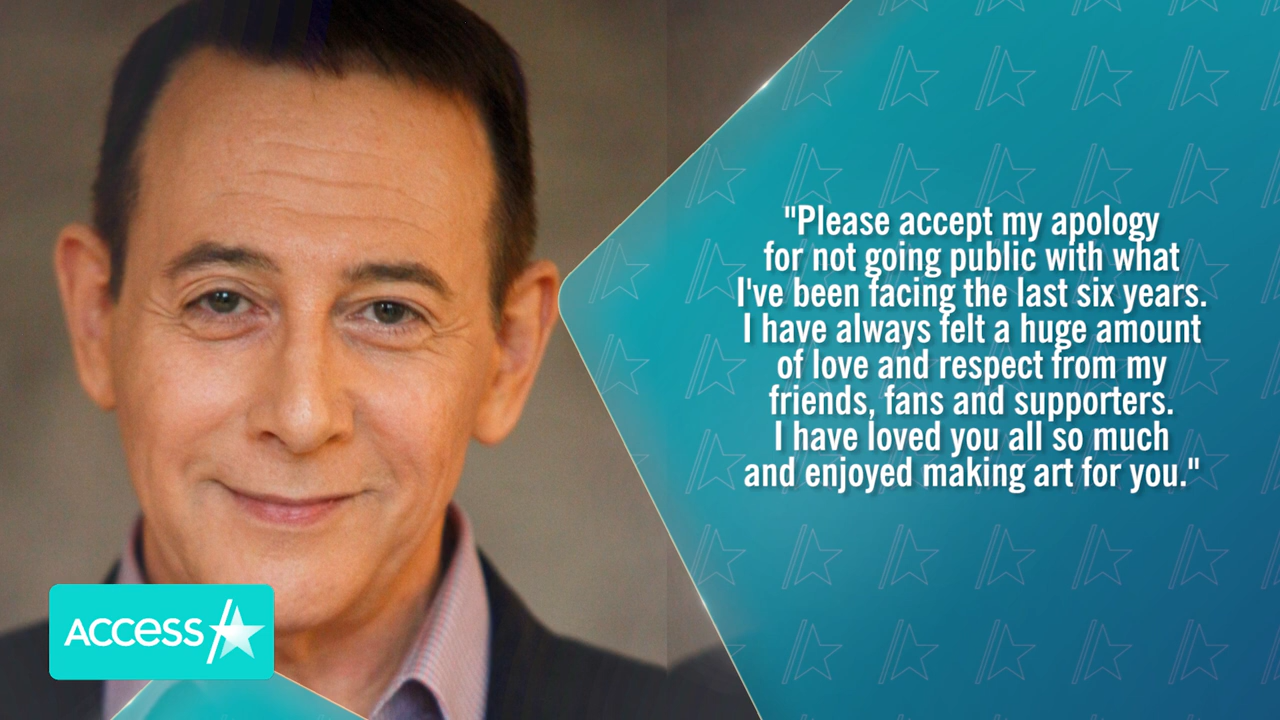 "Please accept my apology
for not going public with what
I've been facing the last six years.
I have always felt a huge amount
of love and respect from my
friends, fans and supporters.
I have loved you all so much
and enjoyed making art for you."
ACCESS